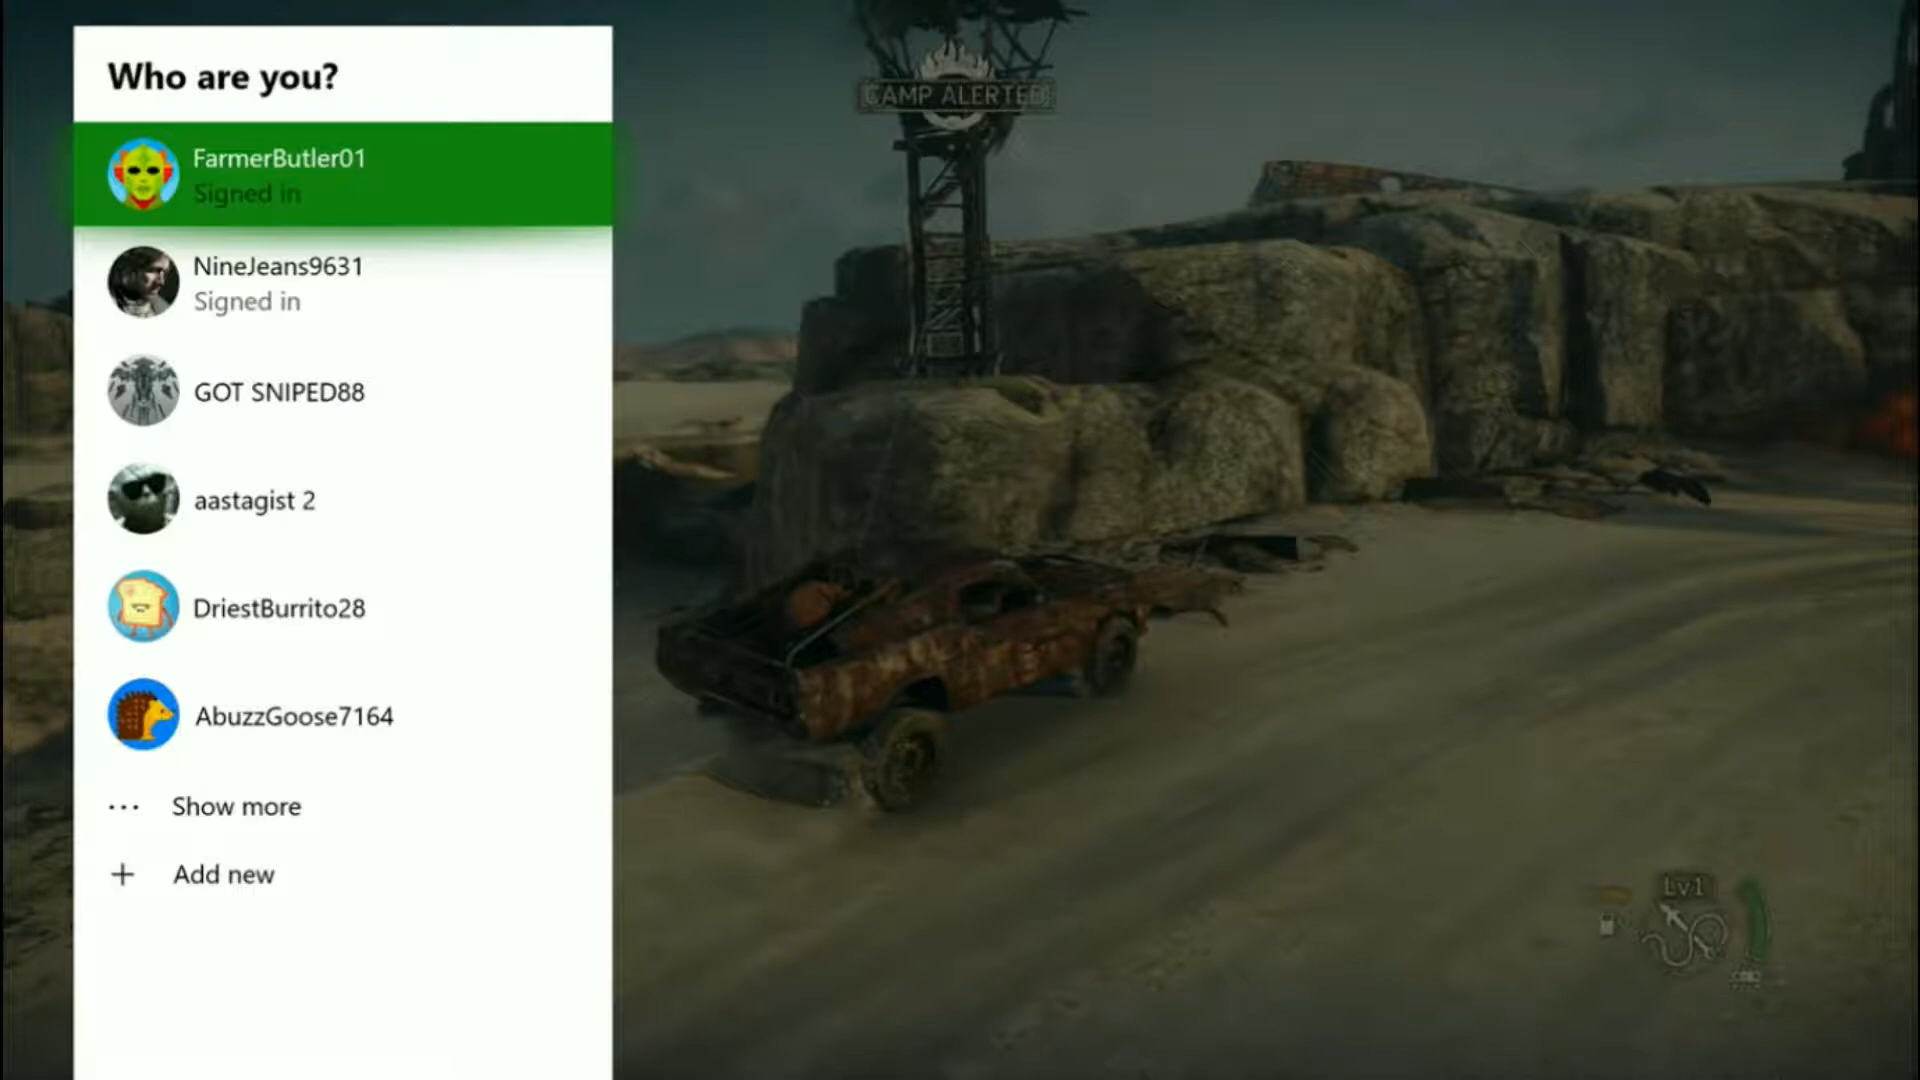 Who are you?
FarmerButler01
Signed in
NineJeans9631
Signed in
GOT SNIPED88
aastagist 2
DriestBurrito28
AbuzzGoose7164
Show more
Add new
CAMP ALERTED
Lv1